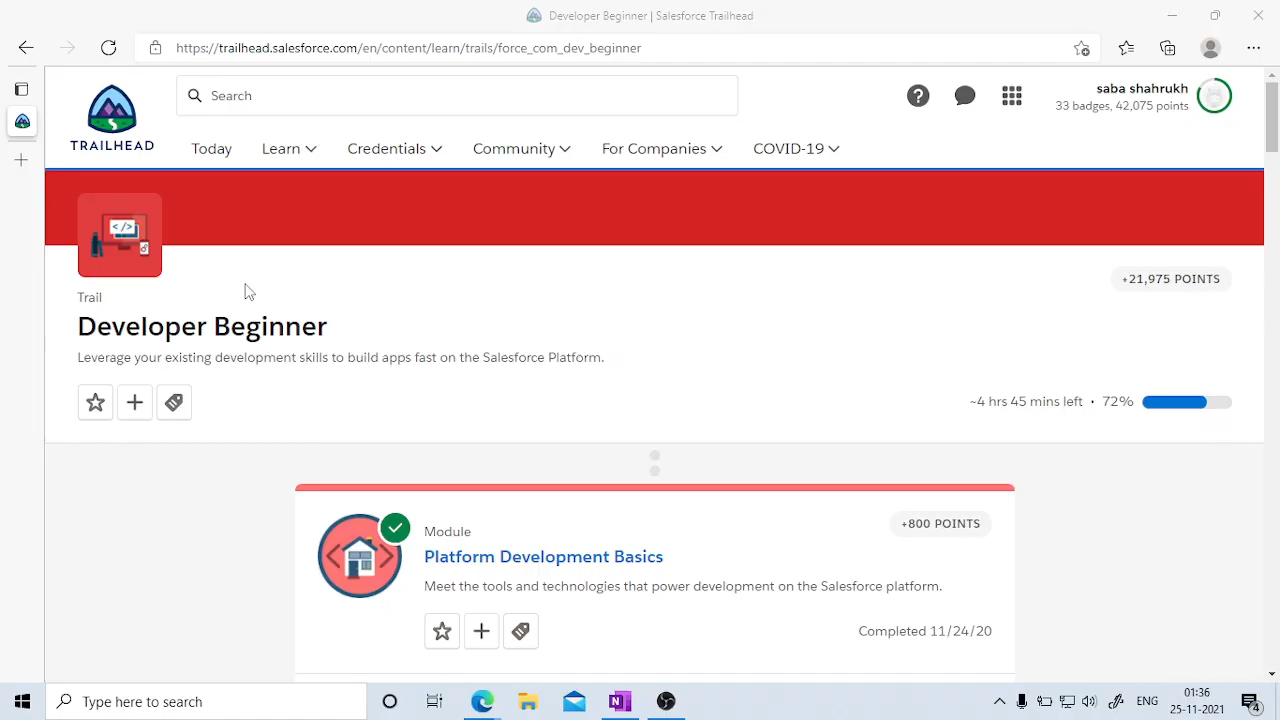 Developer Beginner | Salesforce Trailhead
https://trailhead.salesforce.com/en/content/learn/trails/force_com_dev_beginner
TRAILHEAD
Search
saba shahrukh
33 badges, 42,075 points
Today
Learn
Credentials
Community
For Companies
COVID-19
</>
+21,975 POINTS
Trail
Developer Beginner
Leverage your existing development skills to build apps fast on the Salesforce Platform.
~4 hrs 45 mins left • 72%
+800 POINTS
Module
Platform Development Basics
Meet the tools and technologies that power development on the Salesforce platform.
Completed 11/24/20
Type here to search
ENG
01:36
25-11-2021
4